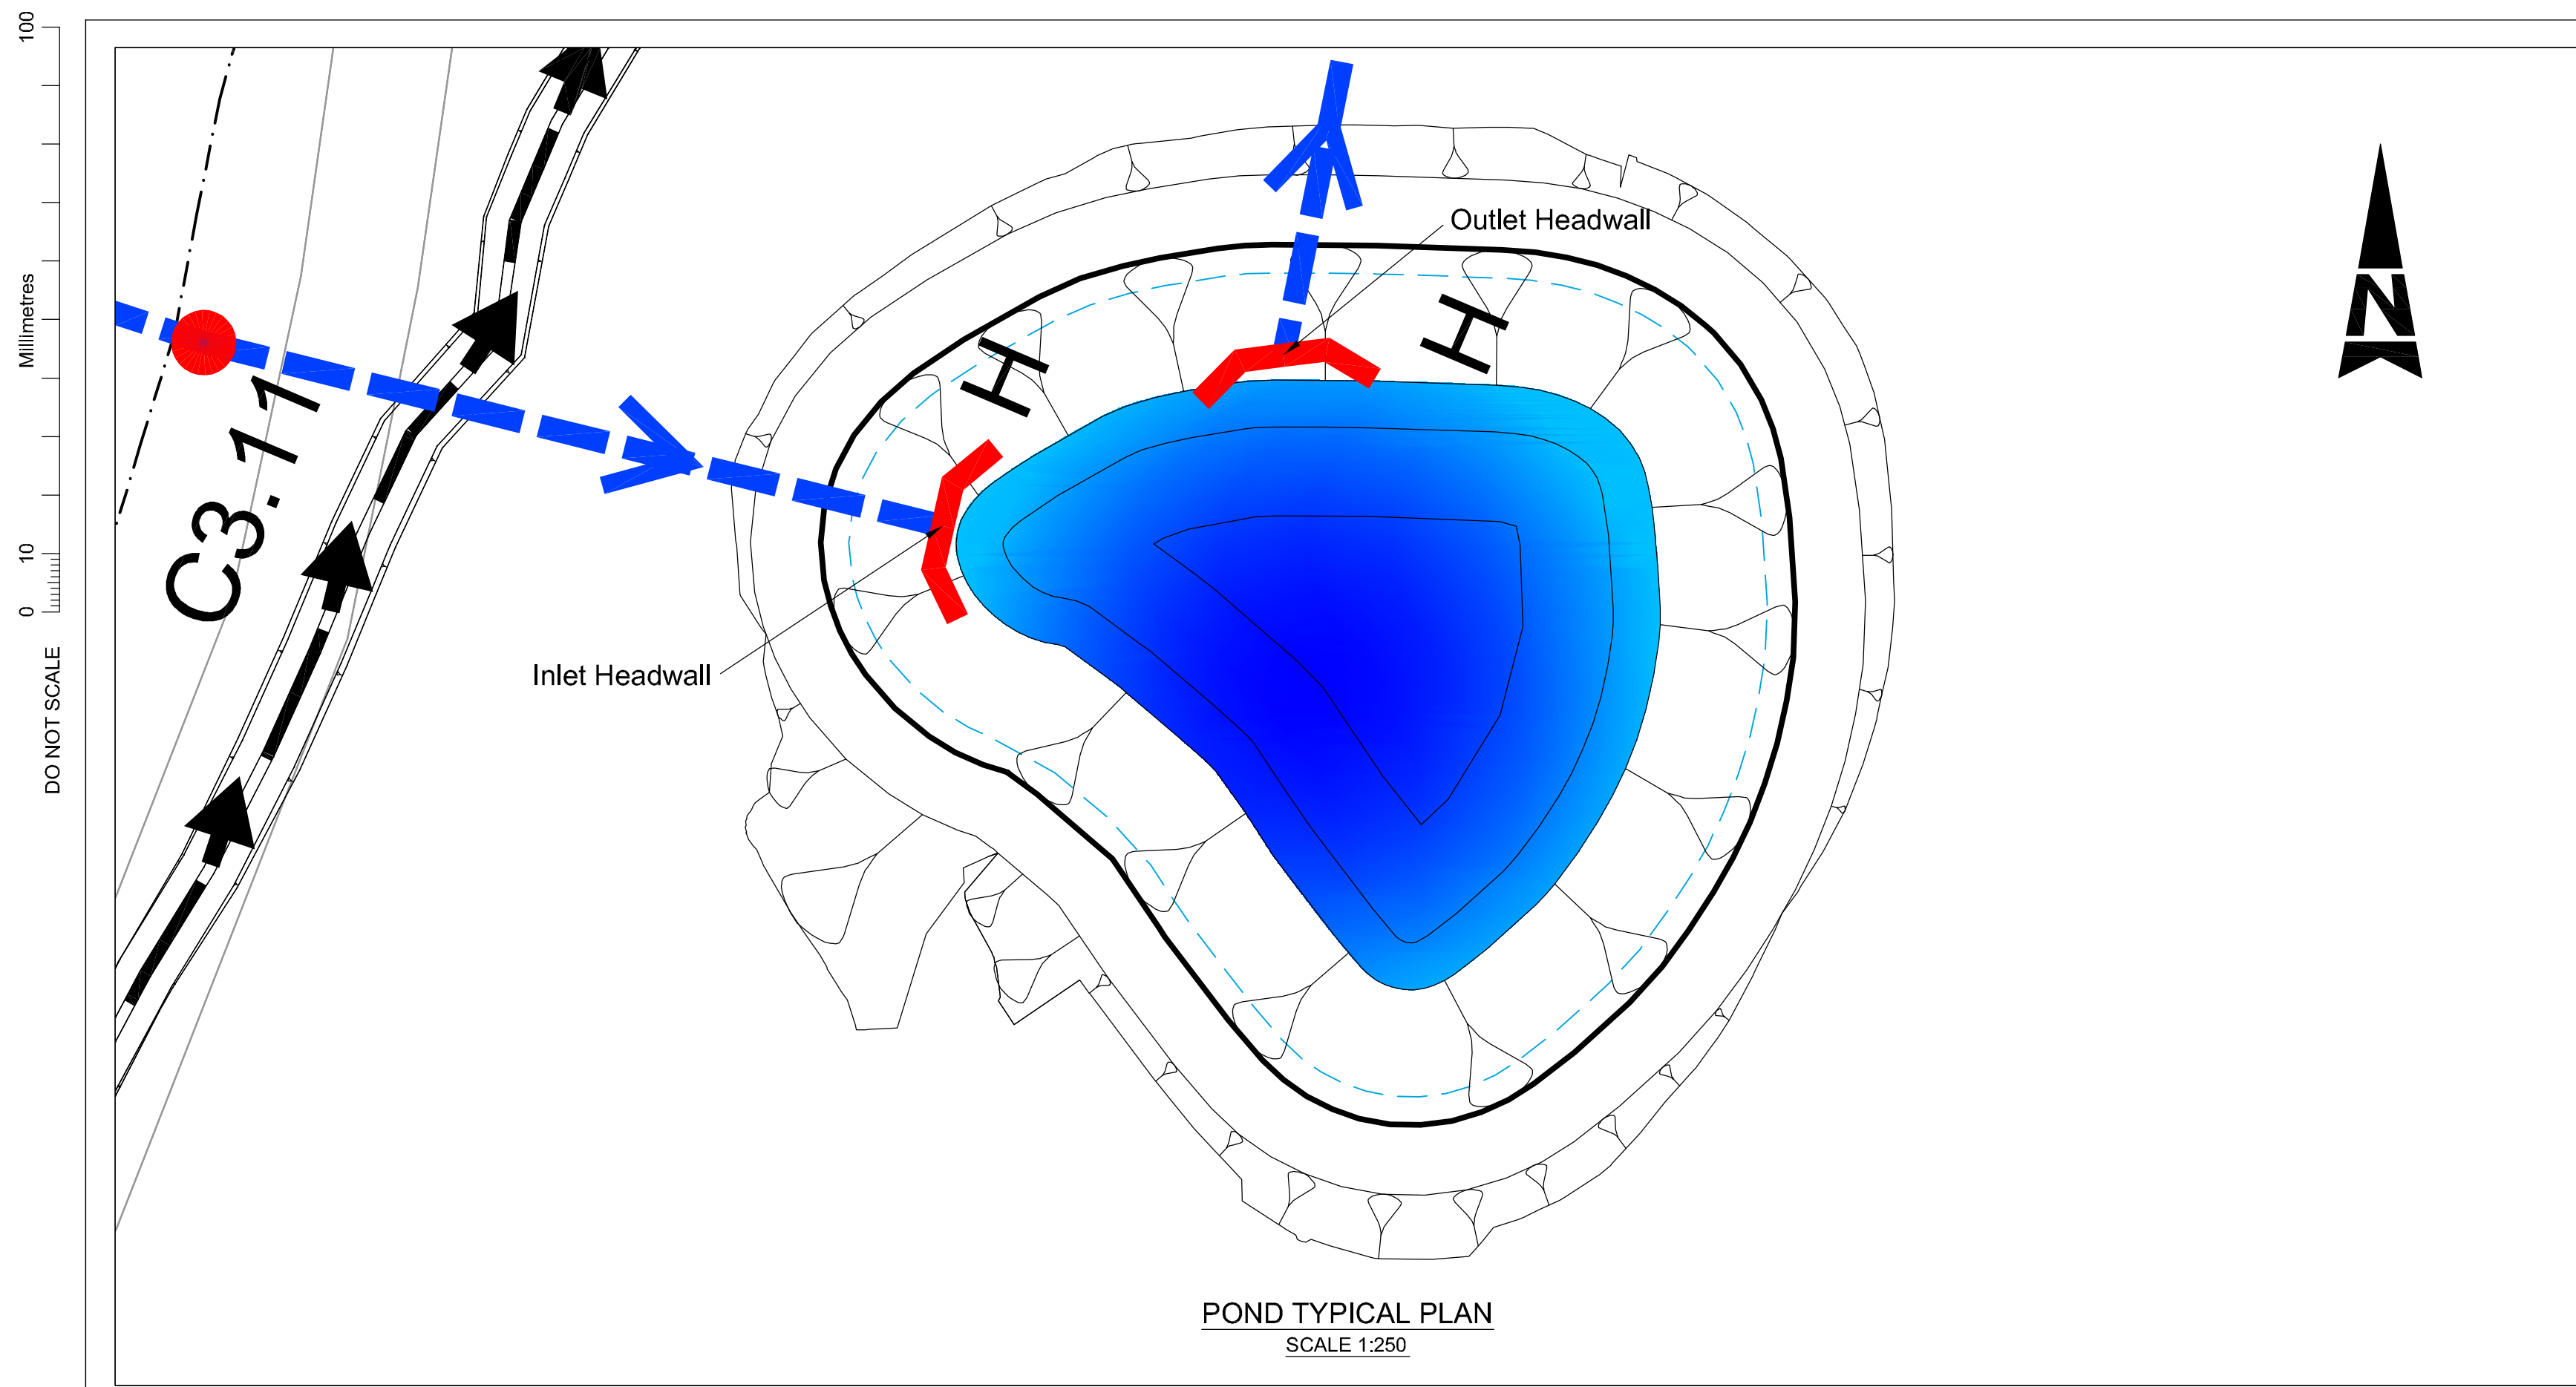 100
Millimetres
10
0
DO NOT SCALE
C3.11
H
H
Outlet Headwall
Inlet Headwall
N
POND TYPICAL PLAN
SCALE 1:250